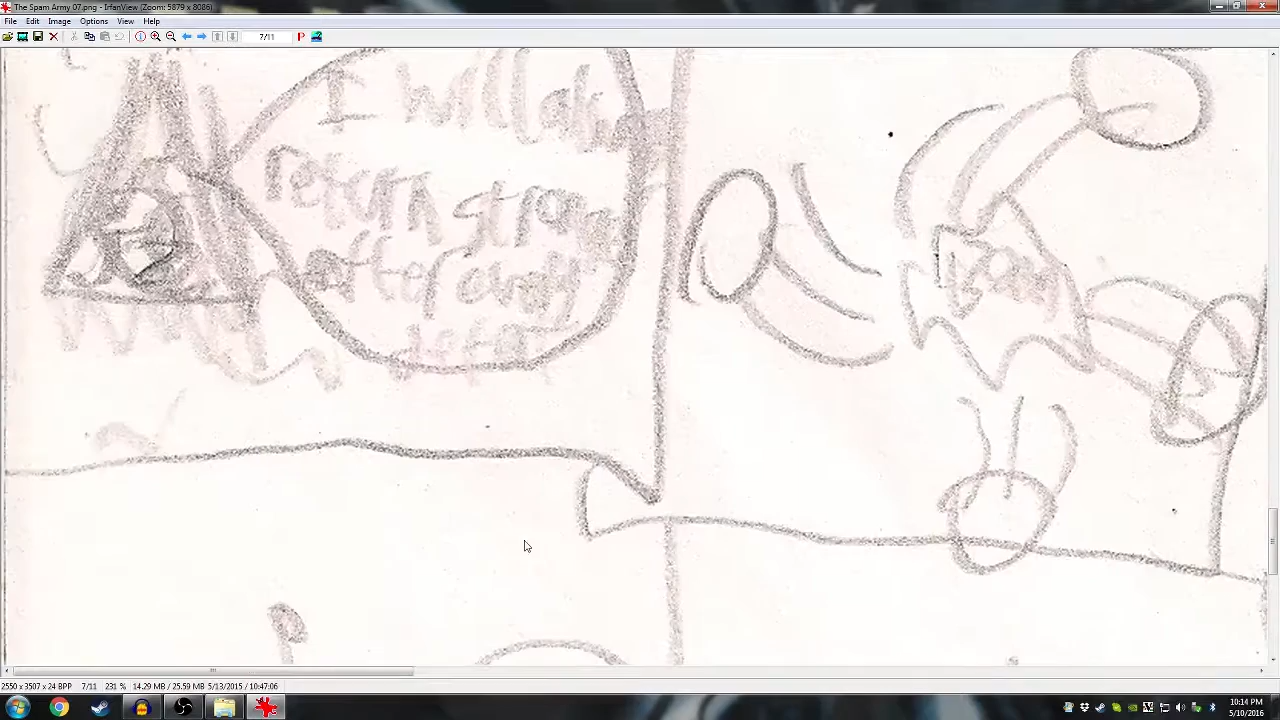 The Spam Army 07.png - IrfanView (Zoom: 5879 x 8086)
File Edit Image Options View Help
7/11
I will
return
after
2550 x 3507 x 24 BPP 7/11 231 % 14.29 MB / 25.59 MB 5/13/2015 / 10:47:06
10:14 PM
5/10/2016